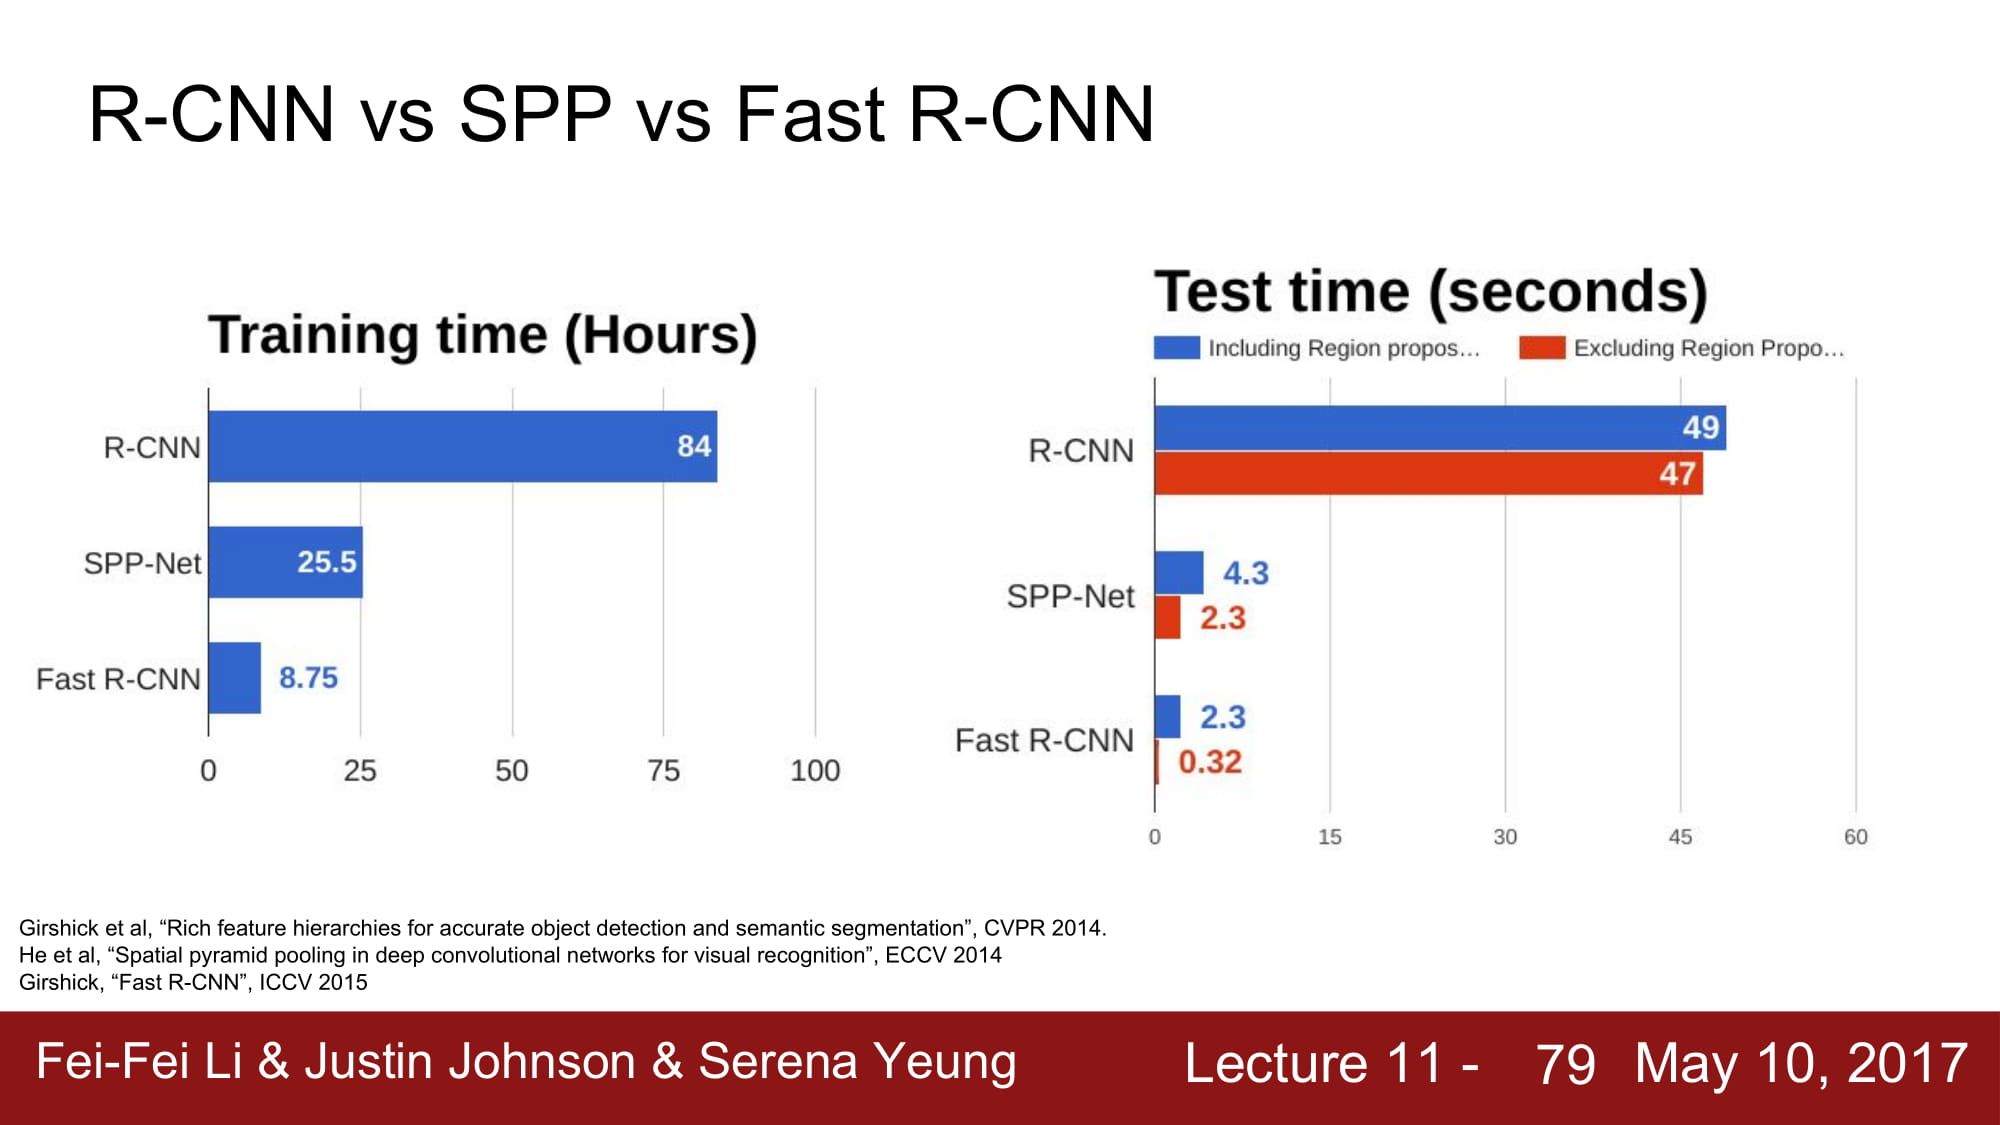 R-CNN vs SPP vs Fast R-CNN
Training time (Hours)
R-CNN
84
SPP-Net
25.5
Fast R-CNN
8.75
0 25 50 75 100
Test time (seconds)
Including Region propos... Excluding Region Propo...
R-CNN
49
47
SPP-Net
4.3
2.3
Fast R-CNN
2.3
0.32
0 15 30 45 60
Girshick et al, “Rich feature hierarchies for accurate object detection and semantic segmentation”, CVPR 2014.
He et al, “Spatial pyramid pooling in deep convolutional networks for visual recognition”, ECCV 2014
Girshick, “Fast R-CNN”, ICCV 2015
Fei-Fei Li & Justin Johnson & Serena Yeung Lecture 11 - 79 May 10, 2017